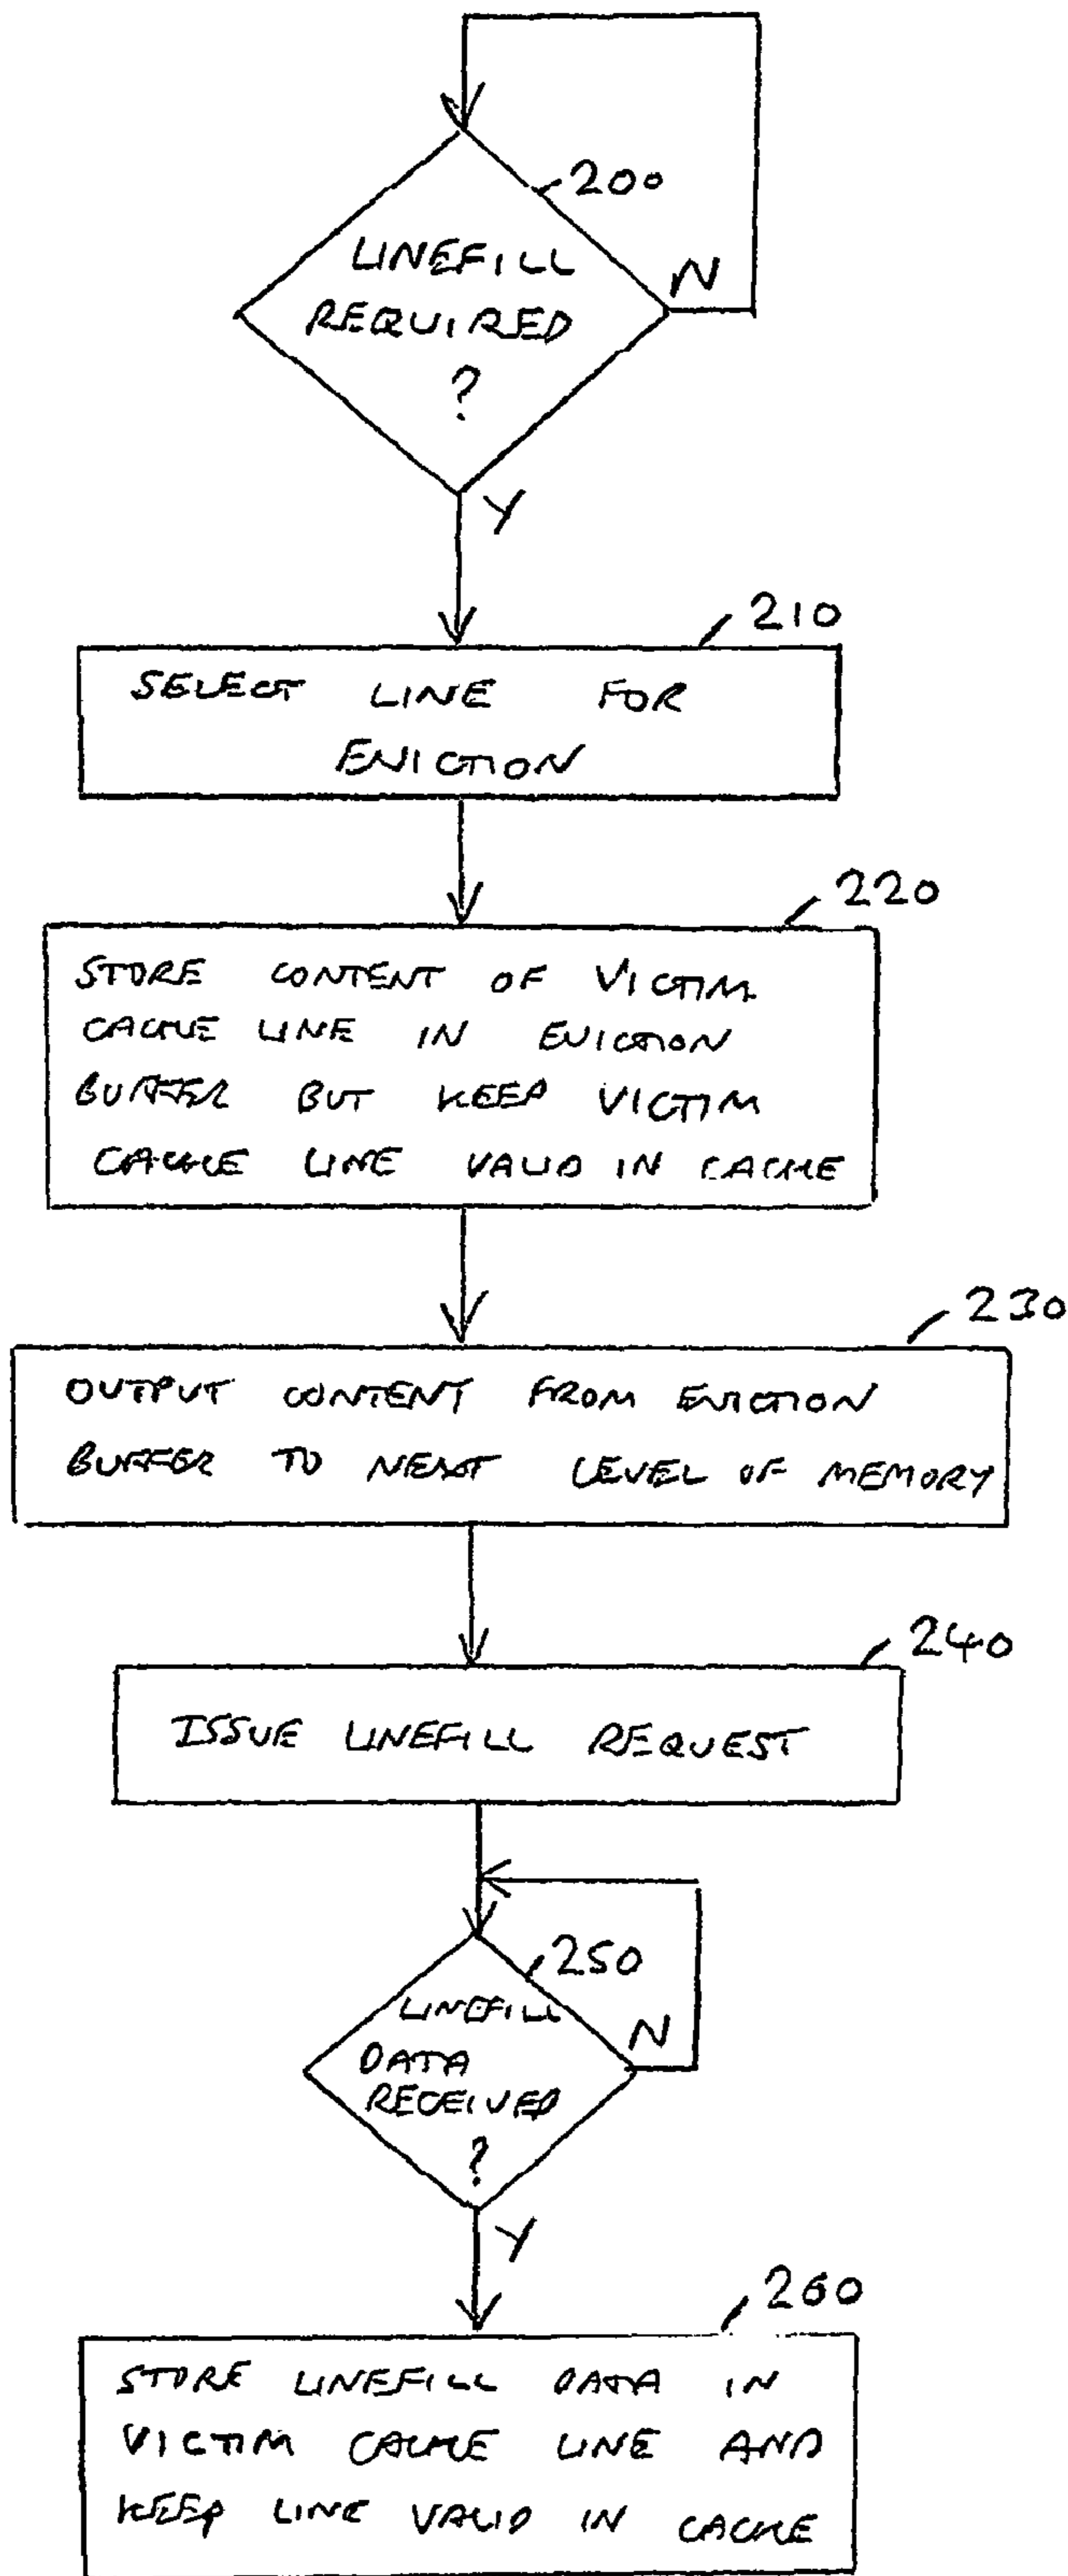 200
LINEFILL
REQUIRED
?
N
Y
210
SELECT LINE FOR
EVICTION
220
STORE CONTENT OF VICTIM
CACHE LINE IN EVICTION
BUFFER BUT KEEP VICTIM
CACHE LINE VALID IN CACHE
230
OUTPUT CONTENT FROM EVICTION
BUFFER TO NEXT LEVEL OF MEMORY
240
ISSUE LINEFILL REQUEST
250
LINEFILL
DATA
RECEIVED
?
N
Y
260
STORE LINEFILL DATA IN
VICTIM CACHE LINE AND
KEEP LINE VALID IN CACHE